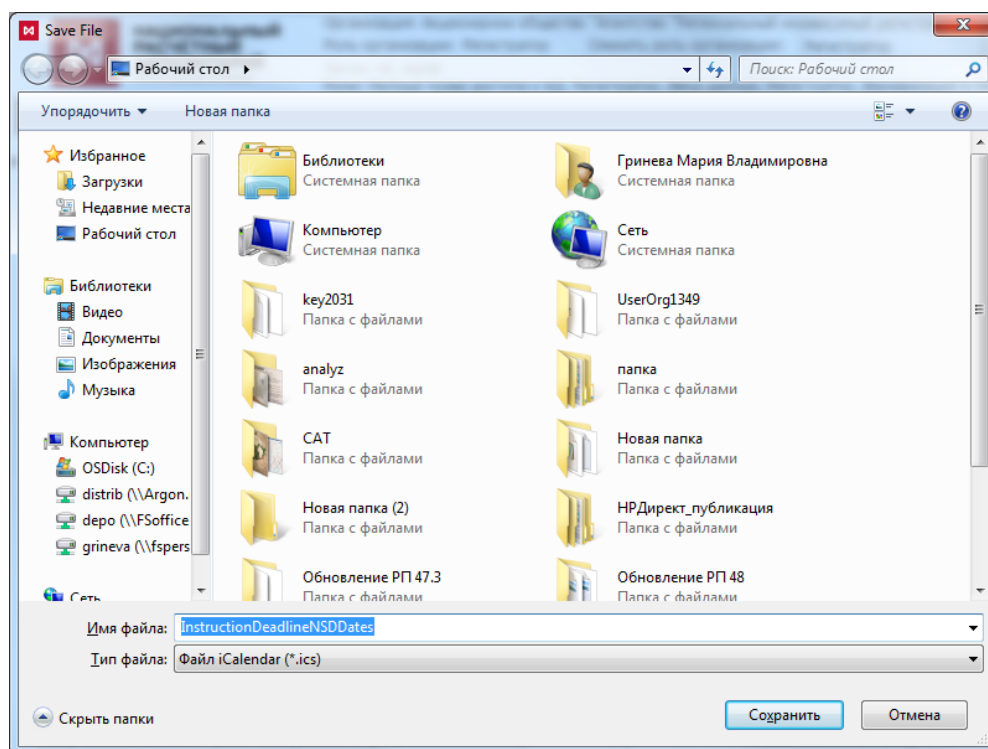 Save File
Рабочий стол
Поиск: Рабочий стол
Упорядочить
Новая папка
Избранное
Загрузки
Недавние места
Рабочий стол
Библиотеки
Видео
Документы
Изображения
Музыка
Компьютер
OSDisk (C:)
distrib (\\Argon.
depo (\\FSoffice
grineva (\\fspers
Сеть
Библиотеки
Системная папка
Гринева Мария Владимировна
Системная папка
Компьютер
Системная папка
Сеть
Системная папка
key2031
Папка с файлами
UserOrg1349
Папка с файлами
analyz
Папка с файлами
папка
Папка с файлами
CAT
Папка с файлами
Новая папка
Папка с файлами
Новая папка (2)
Папка с файлами
НРДирект_публикация
Папка с файлами
Обновление РП 47.3
Папка с файлами
Обновление РП 48
Папка с файлами
Имя файла: InstructionDeadlineNSDDates
Тип файла: Файл iCalendar (*.ics)
Скрыть папки
Сохранить
Отмена